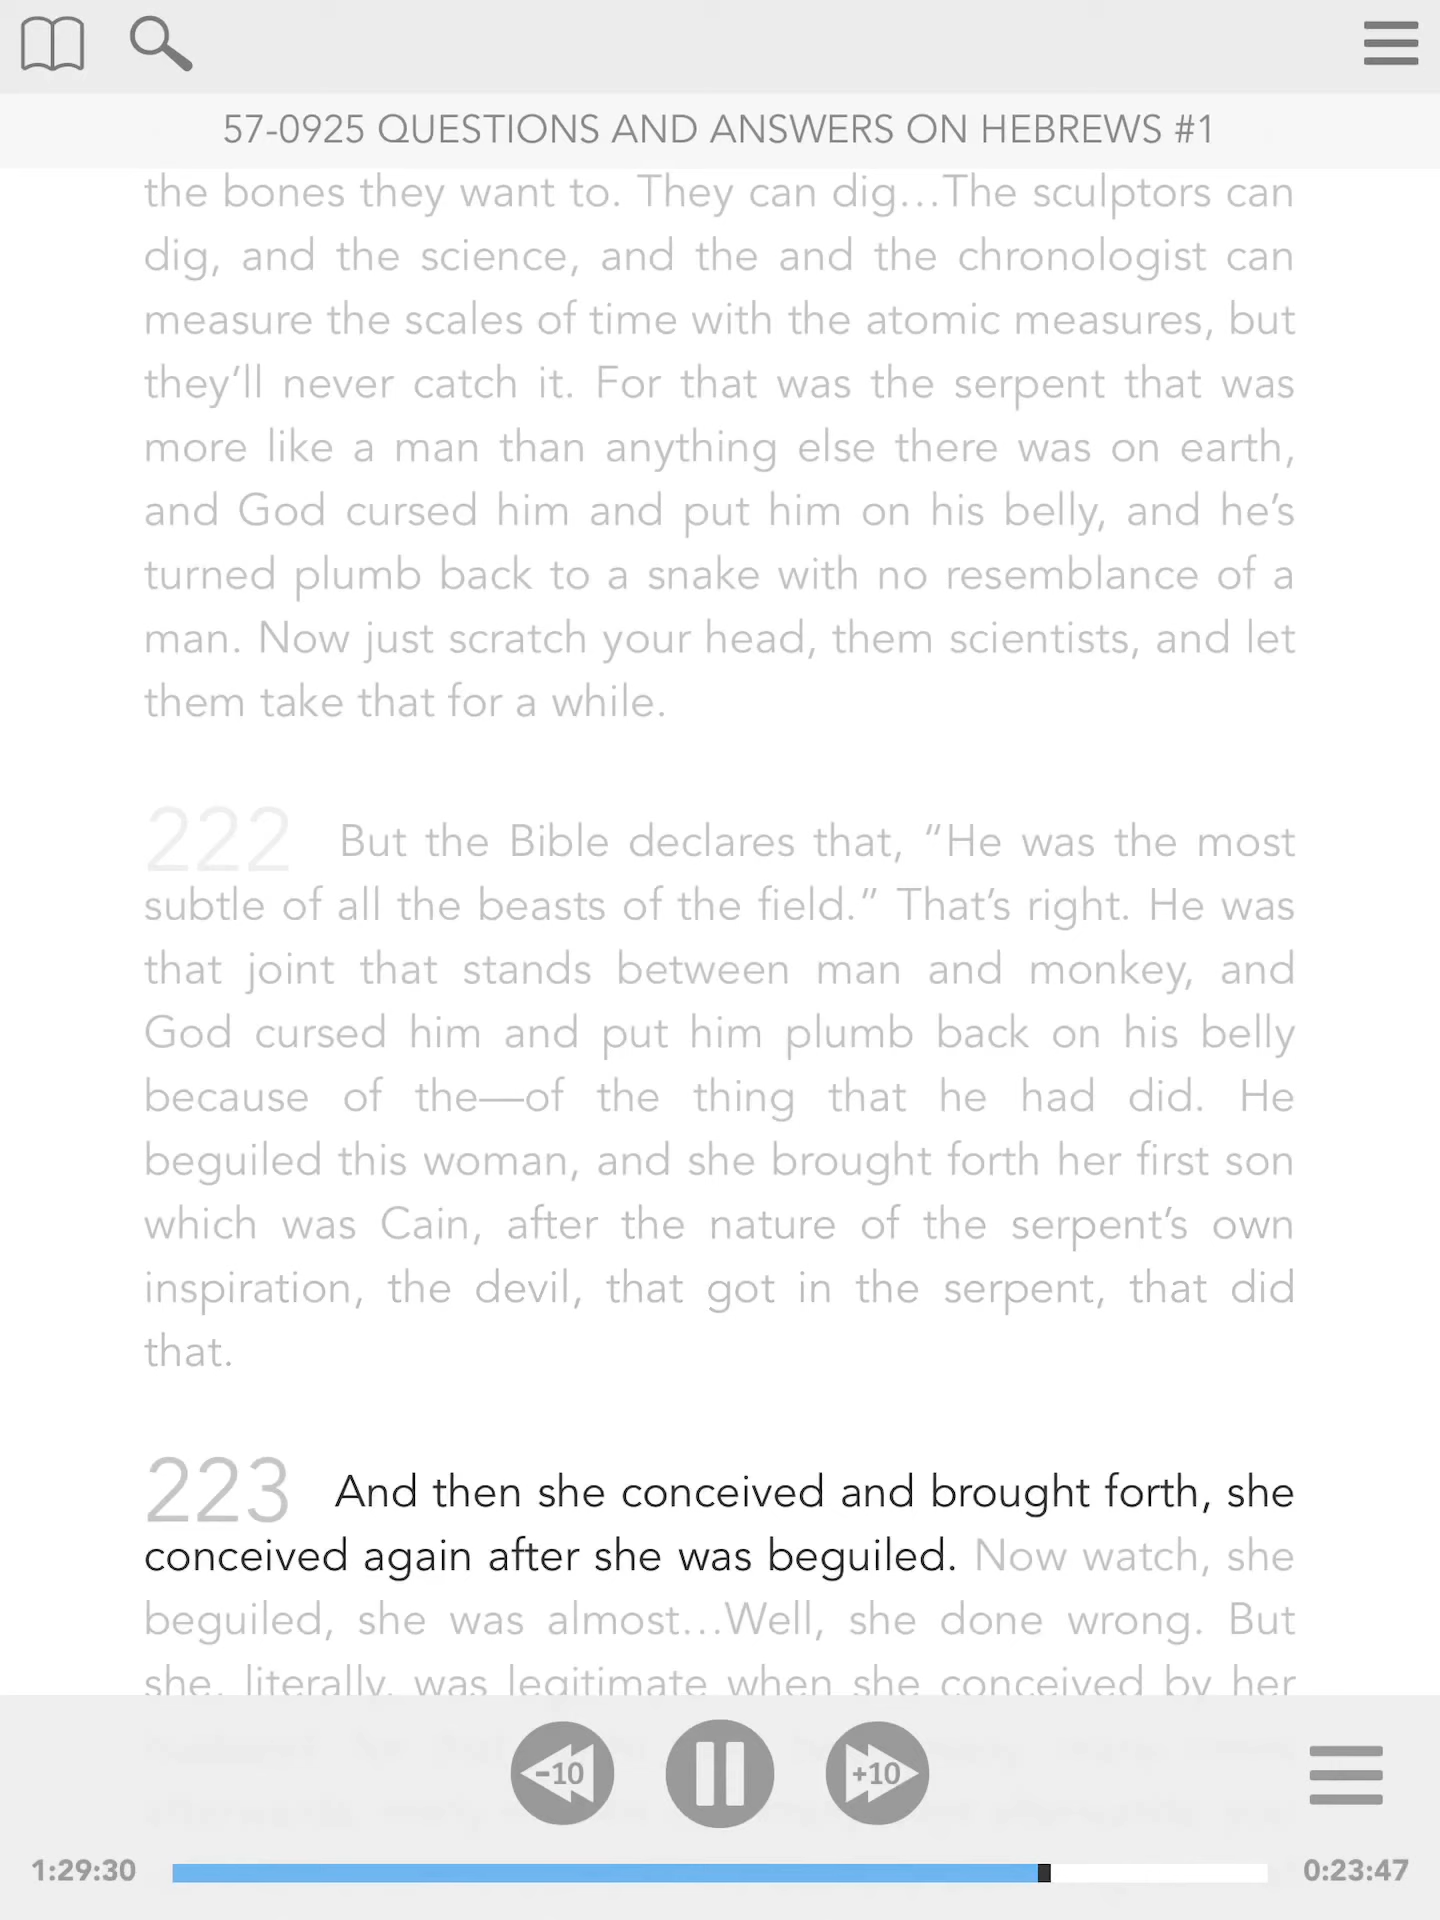 57-0925 QUESTIONS AND ANSWERS ON HEBREWS #1
the bones they want to. They can dig…The sculptors can
dig, and the science, and the and the chronologist can
measure the scales of time with the atomic measures, but
they’ll never catch it. For that was the serpent that was
more like a man than anything else there was on earth,
and God cursed him and put him on his belly, and he’s
turned plumb back to a snake with no resemblance of a
man. Now just scratch your head, them scientists, and let
them take that for a while.
222 But the Bible declares that, “He was the most
subtle of all the beasts of the field.” That’s right. He was
that joint that stands between man and monkey, and
God cursed him and put him plumb back on his belly
because of the—of the thing that he had did. He
beguiled this woman, and she brought forth her first son
which was Cain, after the nature of the serpent’s own
inspiration, the devil, that got in the serpent, that did
that.
223 And then she conceived and brought forth, she
conceived again after she was beguiled. Now watch, she
beguiled, she was almost…Well, she done wrong. But
she, literally, was legitimate when she conceived by her
-10 +10
1:29:30 0:23:47